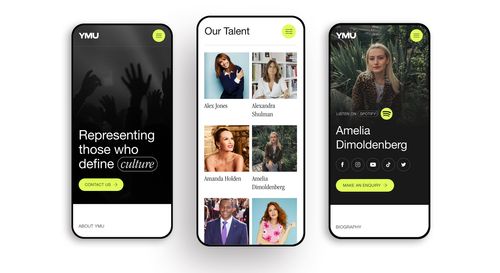 YMU
Representing
those who
define culture
CONTACT US
ABOUT YMU
Our Talent
Alex Jones
Alexandra
Shulman
Amanda Holden
Amelia
Dimoldenberg
YMU
LISTEN ON SPOTIFY
Amelia
Dimoldenberg
MAKE AN ENQUIRY
BIOGRAPHY